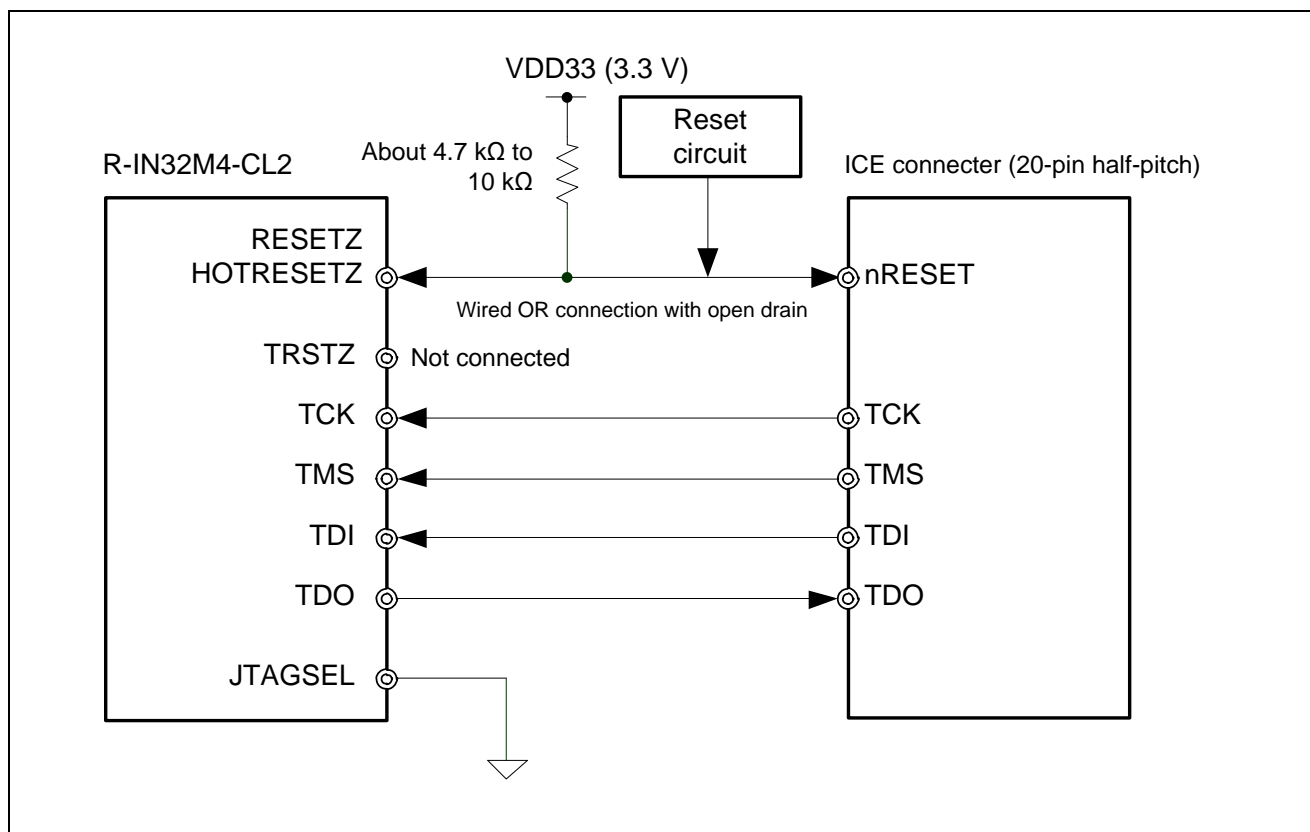 VDD33 (3.3 V)
Reset
circuit
About 4.7 kΩ to
10 kΩ
R-IN32M4-CL2
ICE connecter (20-pin half-pitch)
RESETZ
HOTRESETZ
nRESET
Wired OR connection with open drain
TRSTZ
Not connected
TCK
TCK
TMS
TMS
TDI
TDI
TDO
TDO
JTAGSEL